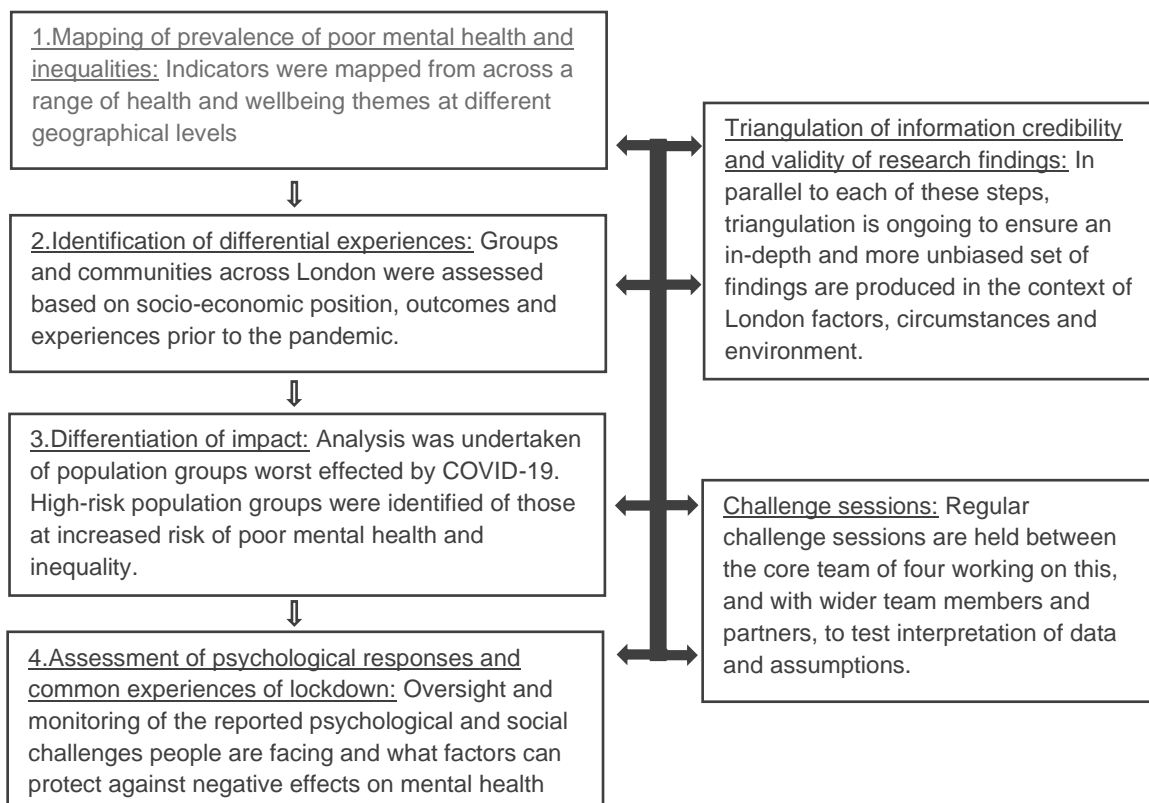 1.Mapping of prevalence of poor mental health and
inequalities: Indicators were mapped from across a
range of health and wellbeing themes at different
geographical levels
2.Identification of differential experiences: Groups
and communities across London were assessed
based on socio-economic position, outcomes and
experiences prior to the pandemic.
3.Differentiation of impact: Analysis was undertaken
of population groups worst effected by COVID-19.
High-risk population groups were identified of those
at increased risk of poor mental health and
inequality.
4.Assessment of psychological responses and
common experiences of lockdown: Oversight and
monitoring of the reported psychological and social
challenges people are facing and what factors can
protect against negative effects on mental health
Triangulation of information credibility
and validity of research findings: In
parallel to each of these steps,
triangulation is ongoing to ensure an
in-depth and more unbiased set of
findings are produced in the context of
London factors, circumstances and
environment.
Challenge sessions: Regular
challenge sessions are held between
the core team of four working on this,
and with wider team members and
partners, to test interpretation of data
and assumptions.